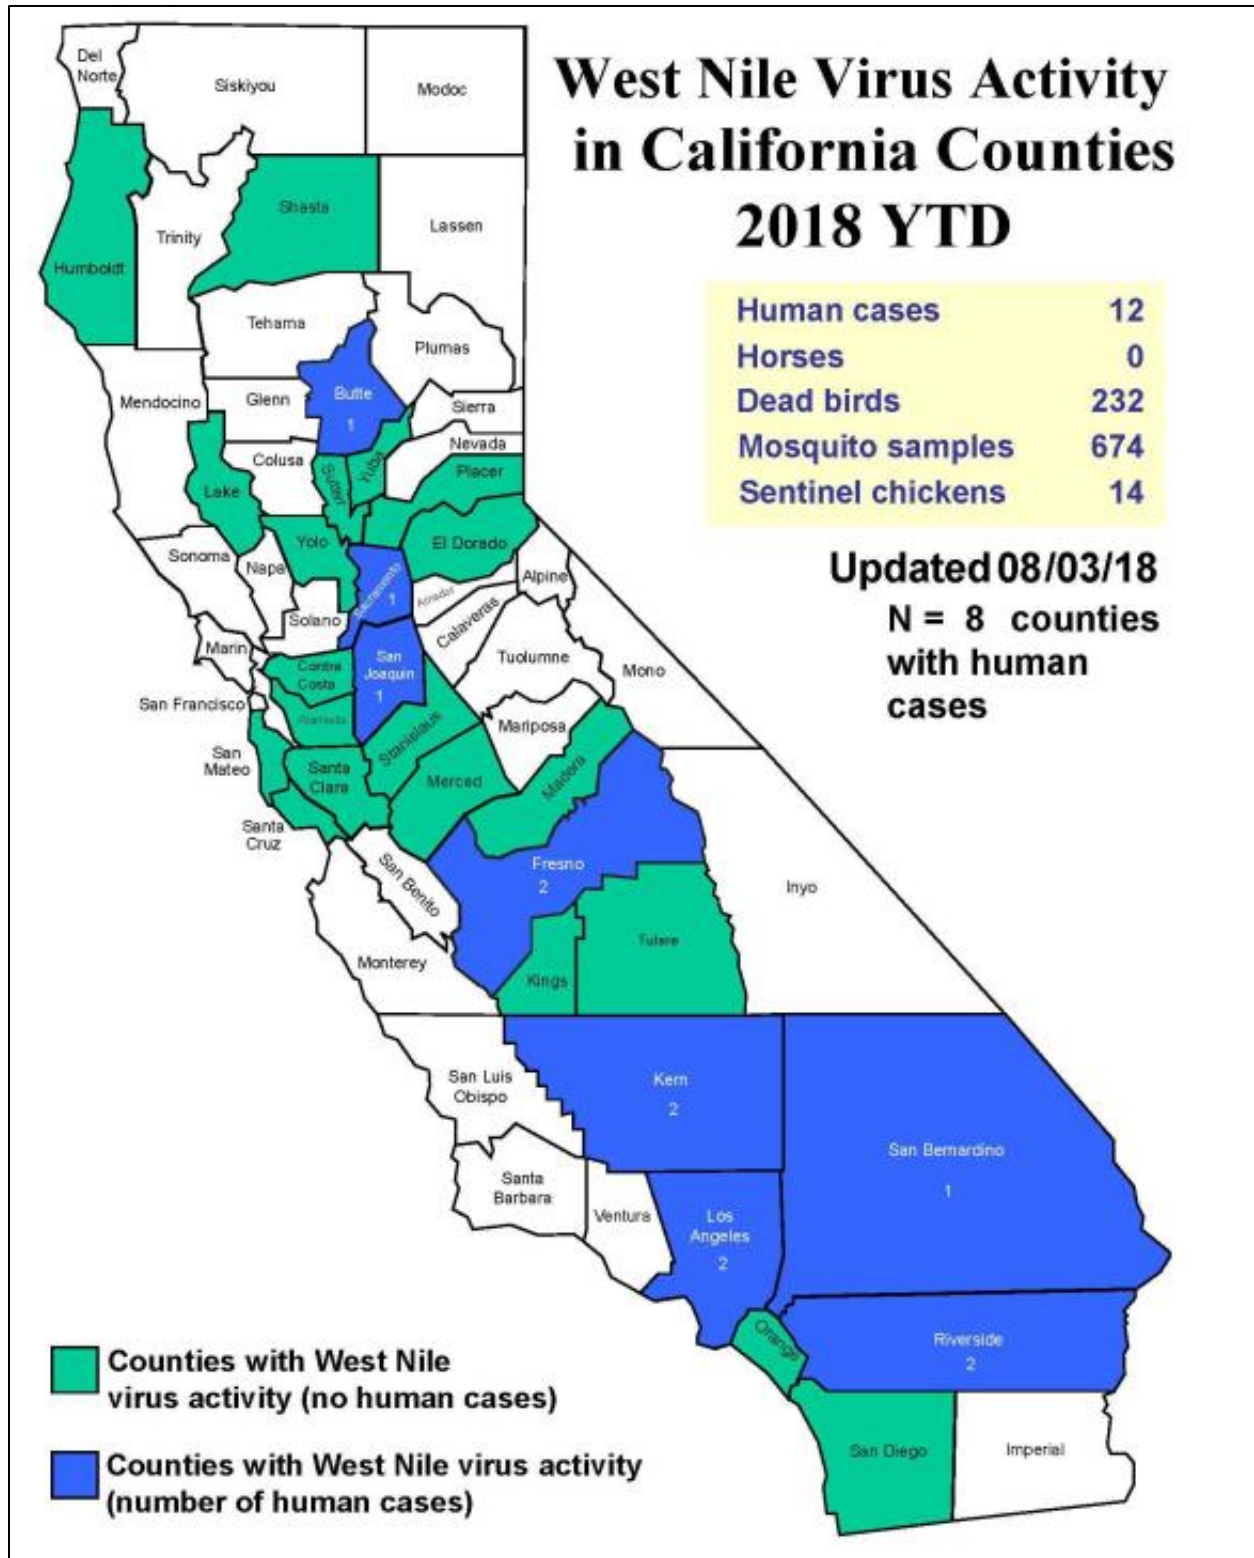 West Nile Virus Activity
in California Counties
2018 YTD
Human cases 12
Horses 0
Dead birds 232
Mosquito samples 674
Sentinel chickens 14
Updated 08/03/18
N = 8 counties
with human
cases
Del
Norte
Siskiyou
Modoc
Humboldt
Trinity
Shasta
Lassen
Tehama
Plumas
Mendocino
Glenn
Butte
1
Sierra
Nevada
Colusa
Lake
Sutter
Yuba
Placer
El Dorado
Yolo
Sonoma
Napa
Sacramento
1
Amador
Alpine
Solano
Calaveras
Marin
Contra
Costa
San
Joaquin
1
Tuolumne
Mono
San Francisco
Alameda
Stanislaus
Mariposa
San
Mateo
Santa
Clara
Merced
Madera
Santa
Cruz
San Benito
Fresno
2
Inyo
Monterey
Kings
Tulare
San Luis
Obispo
Kern
2
San Bernardino
1
Santa
Barbara
Ventura
Los
Angeles
2
Orange
Riverside
2
San Diego
Imperial
Counties with West Nile
virus activity (no human cases)
Counties with West Nile virus activity
(number of human cases)